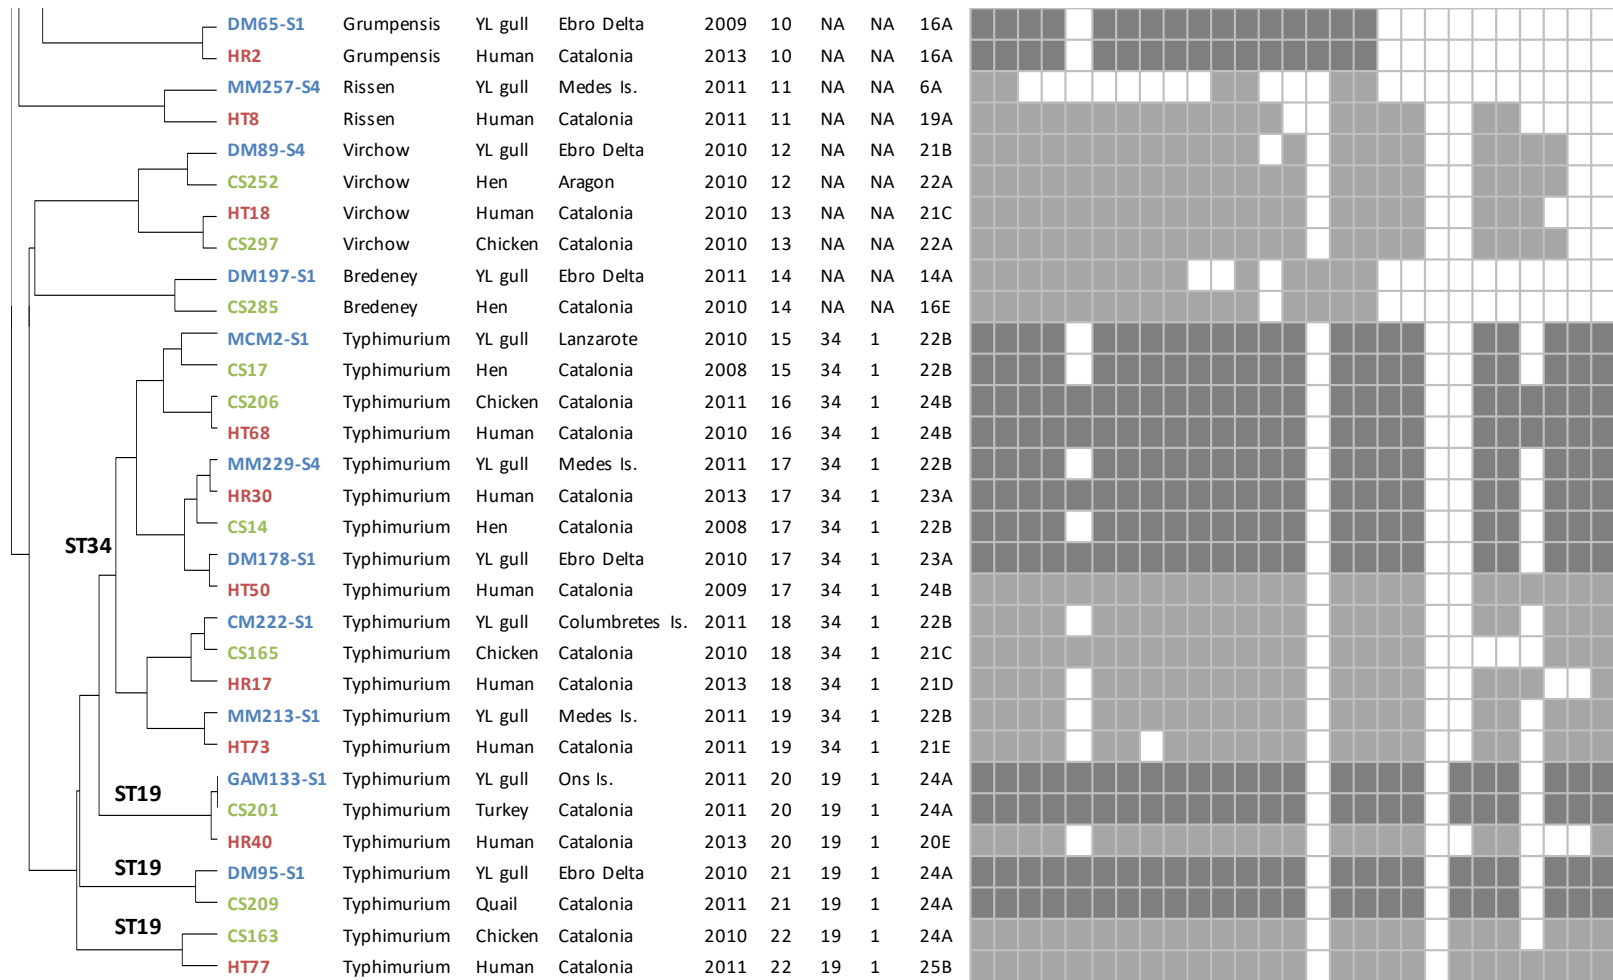 DM65-S1 Grumpensis YL gull Ebro Delta 2009 10 NA NA 16A
HR2 Grumpensis Human Catalonia 2013 10 NA NA 16A
MM257-S4 Rissen YL gull Medes Is. 2011 11 NA NA 6A
HT8 Rissen Human Catalonia 2011 11 NA NA 19A
DM89-S4 Virchow YL gull Ebro Delta 2010 12 NA NA 21B
CS252 Virchow Hen Aragon 2010 12 NA NA 22A
HT18 Virchow Human Catalonia 2010 13 NA NA 21C
CS297 Virchow Chicken Catalonia 2010 13 NA NA 22A
DM197-S1 Bredeney YL gull Ebro Delta 2011 14 NA NA 14A
CS285 Bredeney Hen Catalonia 2010 14 NA NA 16E
MCM2-S1 Typhimurium YL gull Lanzarote 2010 15 34 1 22B
CS17 Typhimurium Hen Catalonia 2008 15 34 1 22B
CS206 Typhimurium Chicken Catalonia 2011 16 34 1 24B
HT68 Typhimurium Human Catalonia 2010 16 34 1 24B
MM229-S4 Typhimurium YL gull Medes Is. 2011 17 34 1 22B
HR30 Typhimurium Human Catalonia 2013 17 34 1 23A
CS14 Typhimurium Hen Catalonia 2008 17 34 1 22B
ST34
DM178-S1 Typhimurium YL gull Ebro Delta 2010 17 34 1 23A
HT50 Typhimurium Human Catalonia 2009 17 34 1 24B
CM222-S1 Typhimurium YL gull Columbretes Is. 2011 18 34 1 22B
CS165 Typhimurium Chicken Catalonia 2010 18 34 1 21C
HR17 Typhimurium Human Catalonia 2013 18 34 1 21D
MM213-S1 Typhimurium YL gull Medes Is. 2011 19 34 1 22B
HT73 Typhimurium Human Catalonia 2011 19 34 1 21E
GAM133-S1 Typhimurium YL gull Ons Is. 2011 20 19 1 24A
ST19
CS201 Typhimurium Turkey Catalonia 2011 20 19 1 24A
HR40 Typhimurium Human Catalonia 2013 20 19 1 20E
ST19
DM95-S1 Typhimurium YL gull Ebro Delta 2010 21 19 1 24A
CS209 Typhimurium Quail Catalonia 2011 21 19 1 24A
ST19
CS163 Typhimurium Chicken Catalonia 2010 22 19 1 24A
HT77 Typhimurium Human Catalonia 2011 22 19 1 25B